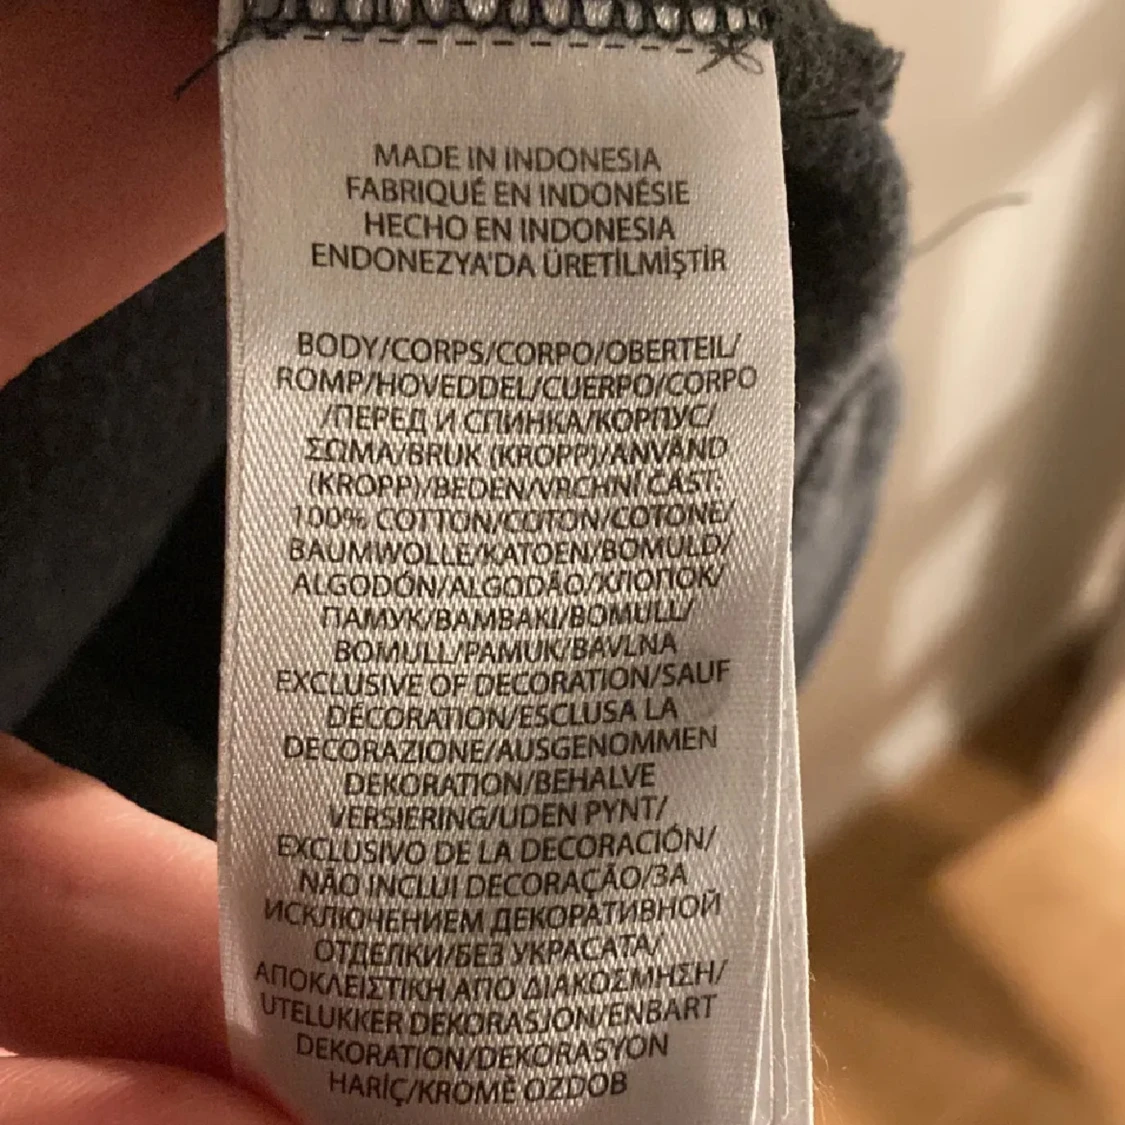 MADE IN INDONESIA
FABRIQUÉ EN INDONÉSIE
HECHO EN INDONESIA
ENDONEZYA'DA ÜRETİLMİŞTİR
BODY/CORPS/CORPO/OBERTEIL/
ROMP/HOVEDDEL/CUERPO/CORPO
/ПЕРЕД И СПИНКА/КОРПУС/
ΣΩΜΑ/BRUK (KROPP)/ANVÄND
(KROPP)/BEDEN/VRCHNÍ ČÁST:
100% COTTON/COTON/COTONE/
BAUMWOLLE/KATOEN/BOMULD/
ALGODÓN/ALGODÃO/ХЛОПОК/
ПАМУК/ΒΑΜΒΑΚΙ/BOMULL/
BOMULL/PAMUK/BAVLNA
EXCLUSIVE OF DECORATION/SAUF
DÉCORATION/ESCLUSA LA
DECORAZIONE/AUSGENOMMEN
DEKORATION/BEHALVE
VERSIERING/UDEN PYNT/
EXCLUSIVO DE LA DECORACIÓN/
NÃO INCLUI DECORAÇÃO/ЗА
ИСКЛЮЧЕНИЕМ ДЕКОРАТИВНОЙ
ОТДЕЛКИ/БЕЗ УКРАСАТА/
ΑΠΟΚΛΕΙΣΤΙΚΗ ΑΠΟ ΔΙΑΚΟΣΜΗΣΗ/
UTELUKKER DEKORASJON/ENBART
DEKORATION/DEKORASYON
HARİÇ/KROMĚ OZDOB